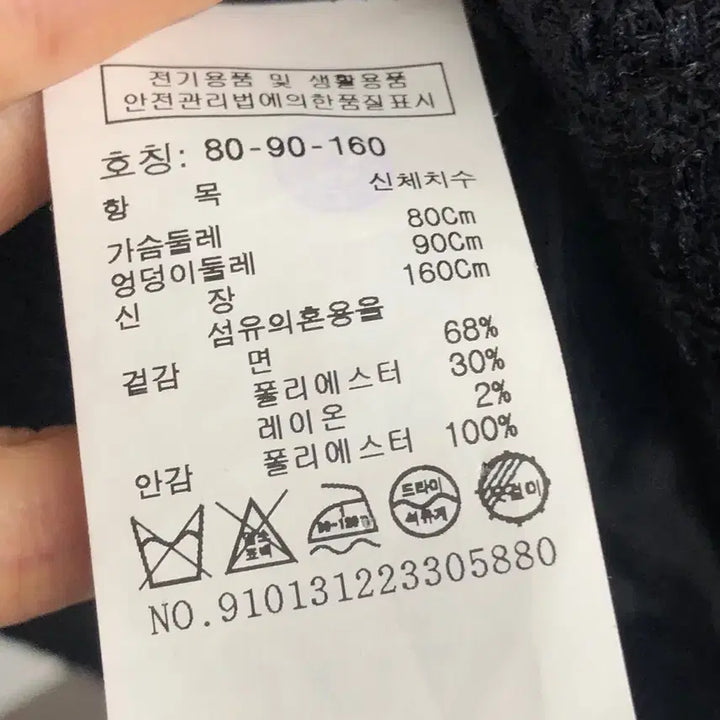 전기용품 및 생활용품
안전관리법에의한품질표시
호칭: 80-90-160
항 목 신체치수
가슴둘레 80Cm
엉덩이둘레 90Cm
신 장 160Cm
섬유의혼용율
겉감 면 68%
폴리에스터 30%
레이온 2%
안감 폴리에스터 100%
드라이
석유계
NO.910131223305880